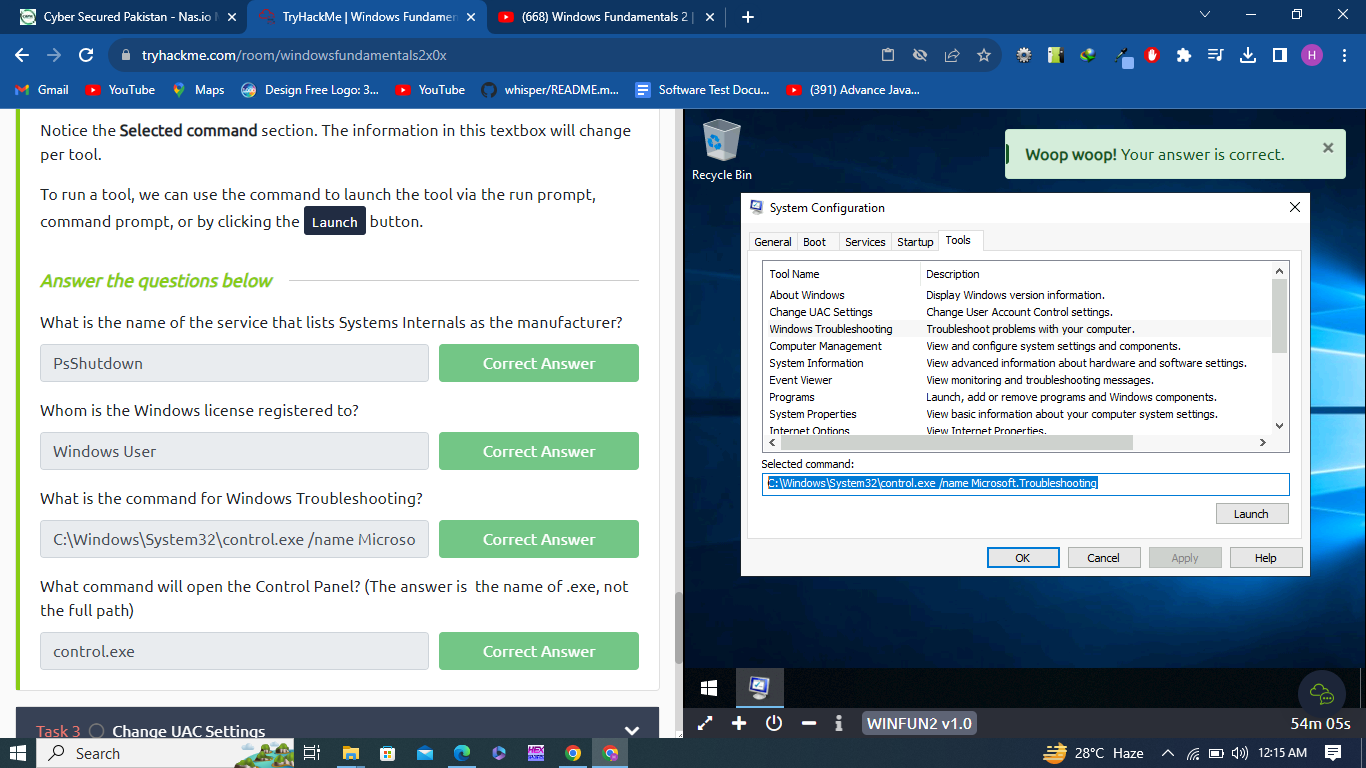 Cyber Secured Pakistan - Nas.io
TryHackMe | Windows Fundamen
(668) Windows Fundamentals 2 |
tryhackme.com/room/windowsfundamentals2x0x
H
Gmail
YouTube
Maps
Design Free Logo: 3...
YouTube
whisper/README.m...
Software Test Docu...
(391) Advance Java...
Notice the Selected command section. The information in this textbox will change
per tool.
To run a tool, we can use the command to launch the tool via the run prompt,
command prompt, or by clicking the Launch button.
Answer the questions below
What is the name of the service that lists Systems Internals as the manufacturer?
PsShutdown
Correct Answer
Whom is the Windows license registered to?
Windows User
Correct Answer
What is the command for Windows Troubleshooting?
C:\Windows\System32\control.exe /name Microso
Correct Answer
What command will open the Control Panel? (The answer is the name of .exe, not
the full path)
control.exe
Correct Answer
Task 3 Change UAC Settings
Recycle Bin
Woop woop! Your answer is correct.
System Configuration
General Boot Services Startup Tools
Tool Name Description
About Windows Display Windows version information.
Change UAC Settings Change User Account Control settings.
Windows Troubleshooting Troubleshoot problems with your computer.
Computer Management View and configure system settings and components.
System Information View advanced information about hardware and software settings.
Event Viewer View monitoring and troubleshooting messages.
Programs Launch, add or remove programs and Windows components.
System Properties View basic information about your computer system settings.
Internet Options View Internet Properties.
Selected command:
C:\Windows\System32\control.exe /name Microsoft.Troubleshooting
Launch
OK Cancel Apply Help
WINFUN2 v1.0
54m 05s
Search
28°C Haze
12:15 AM